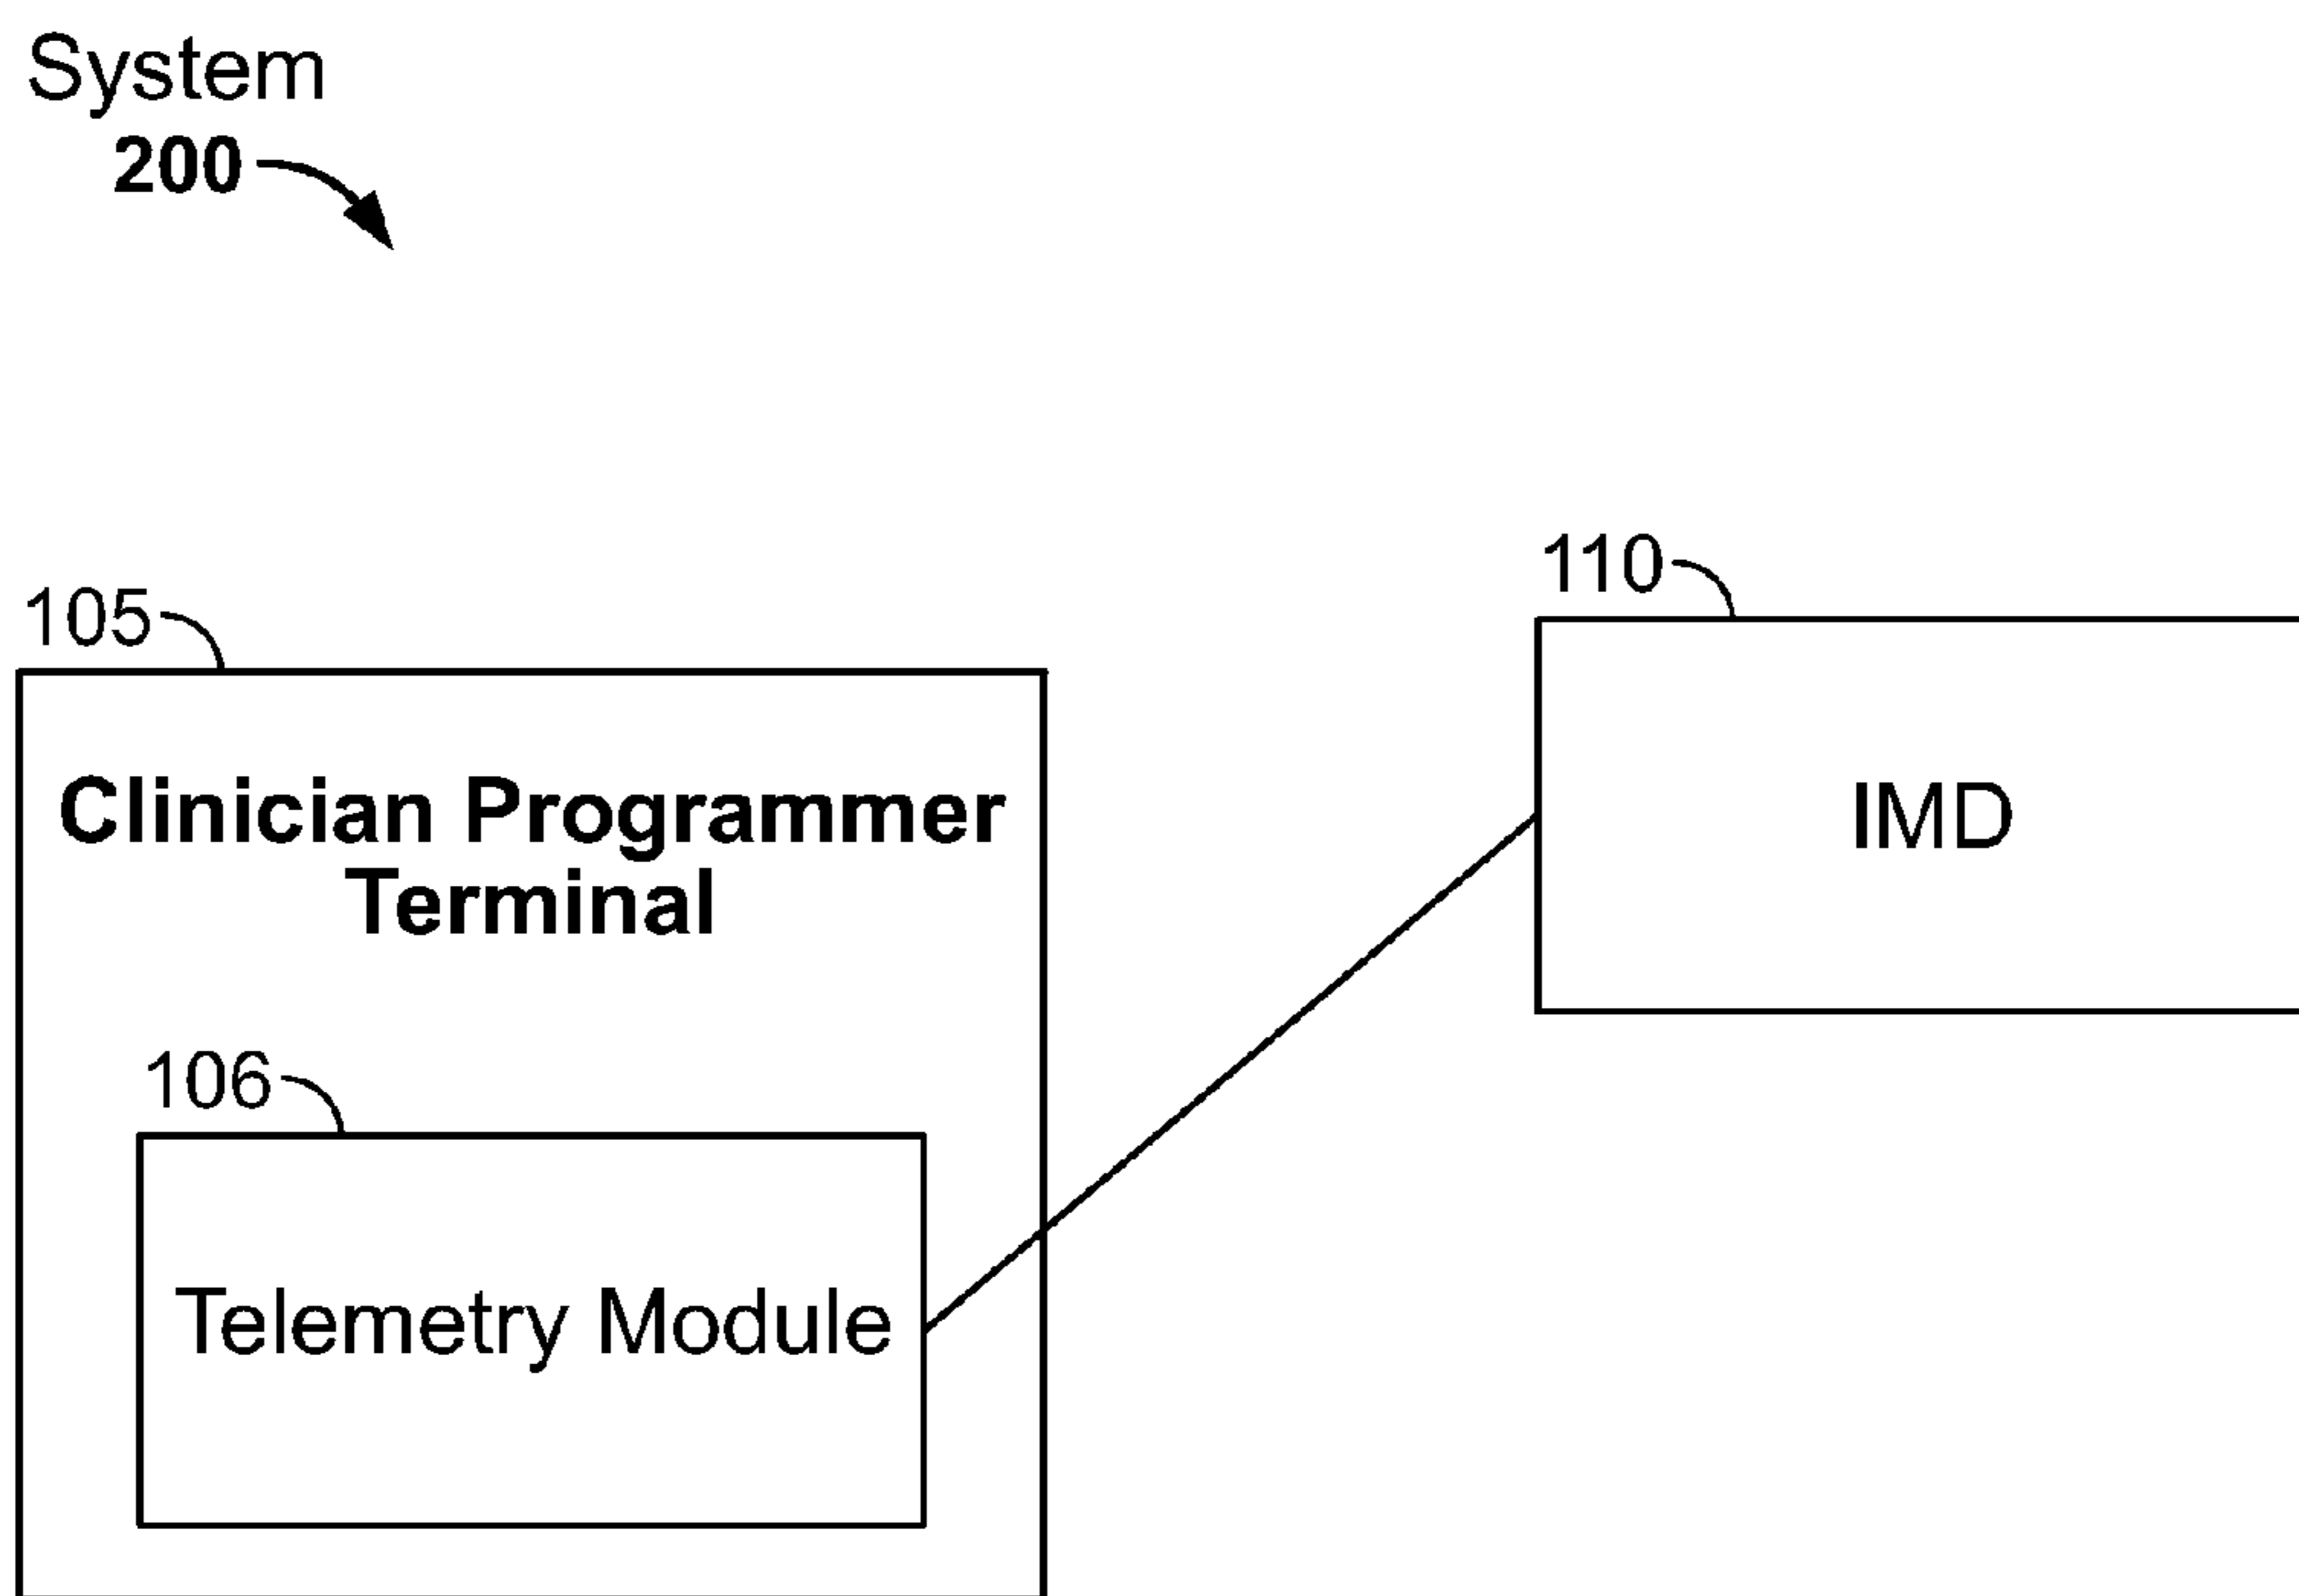 System
200
110
105
Clinician Programmer
Terminal
IMD
106
Telemetry Module